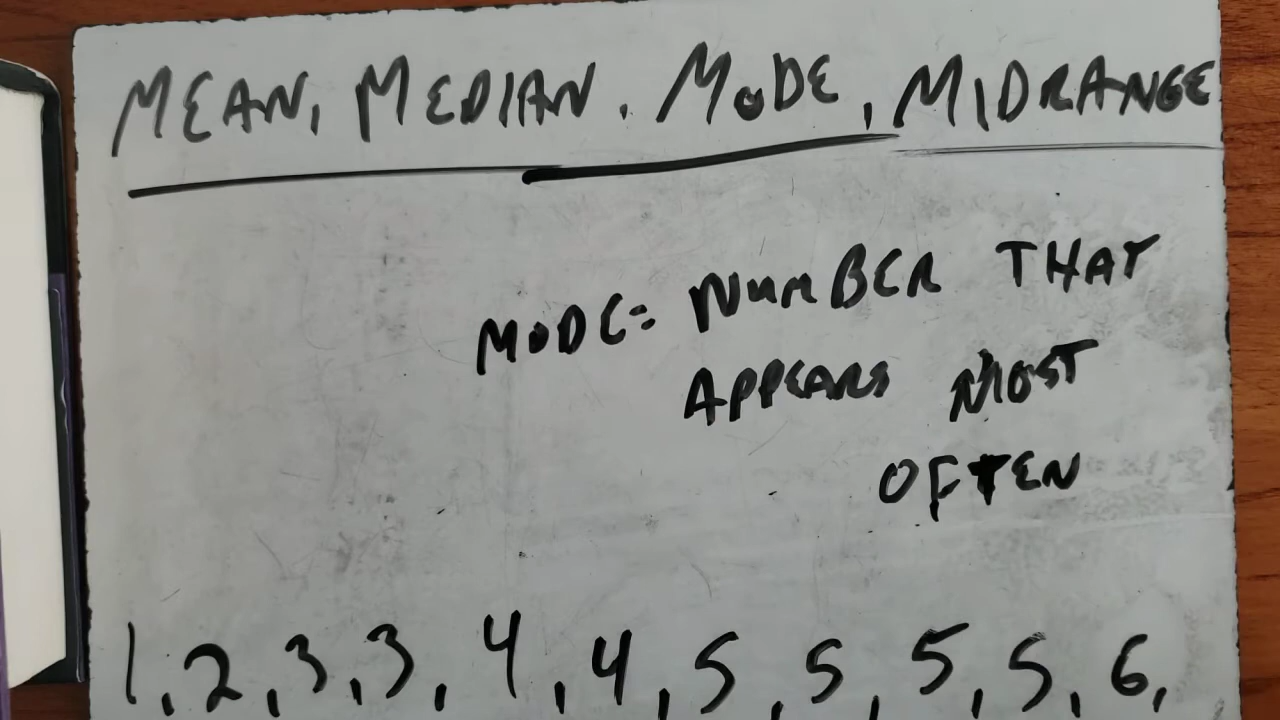 MEAN, MEDIAN, MODE, MIDRANGE
MODE: NUMBER THAT
APPEARS MOST
OFTEN
1, 2, 3, 3, 4, 4, 5, 5, 5, 5, 6,